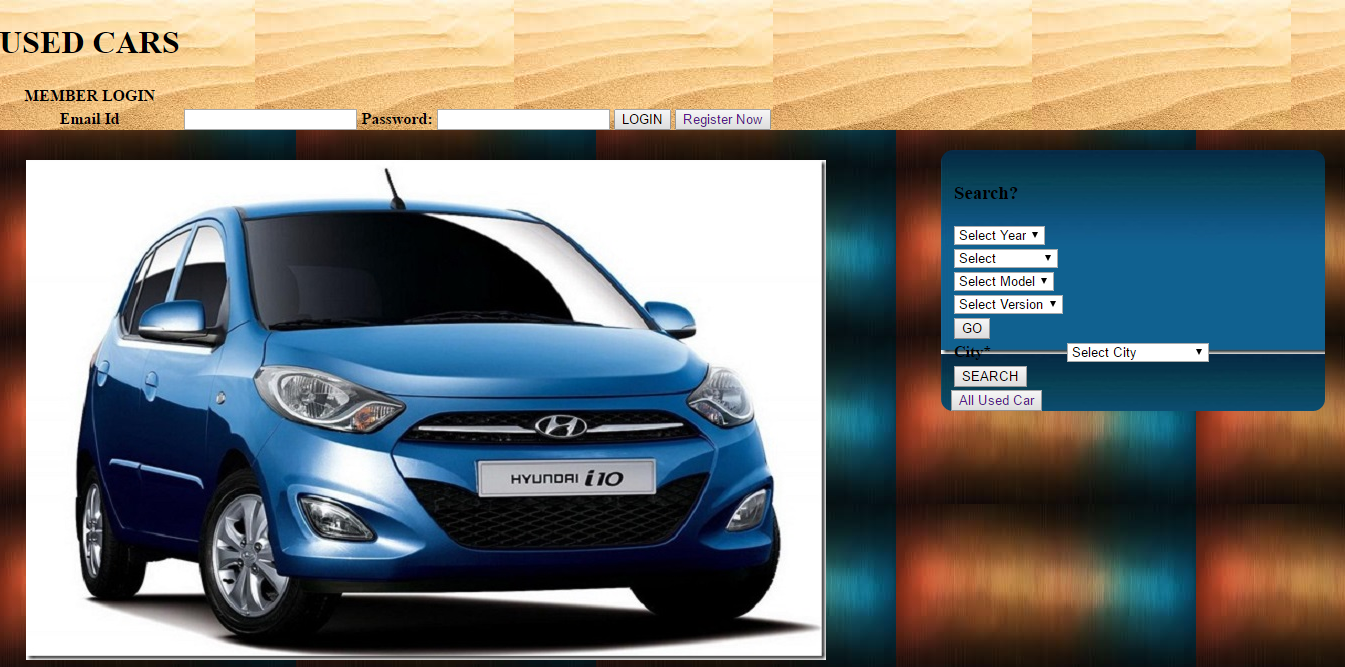 USED CARS
MEMBER LOGIN
Email Id Password: LOGIN Register Now
Search?
Select Year
Select
Select Model
Select Version
GO
City* Select City
SEARCH
All Used Car
HYUNDAI i10